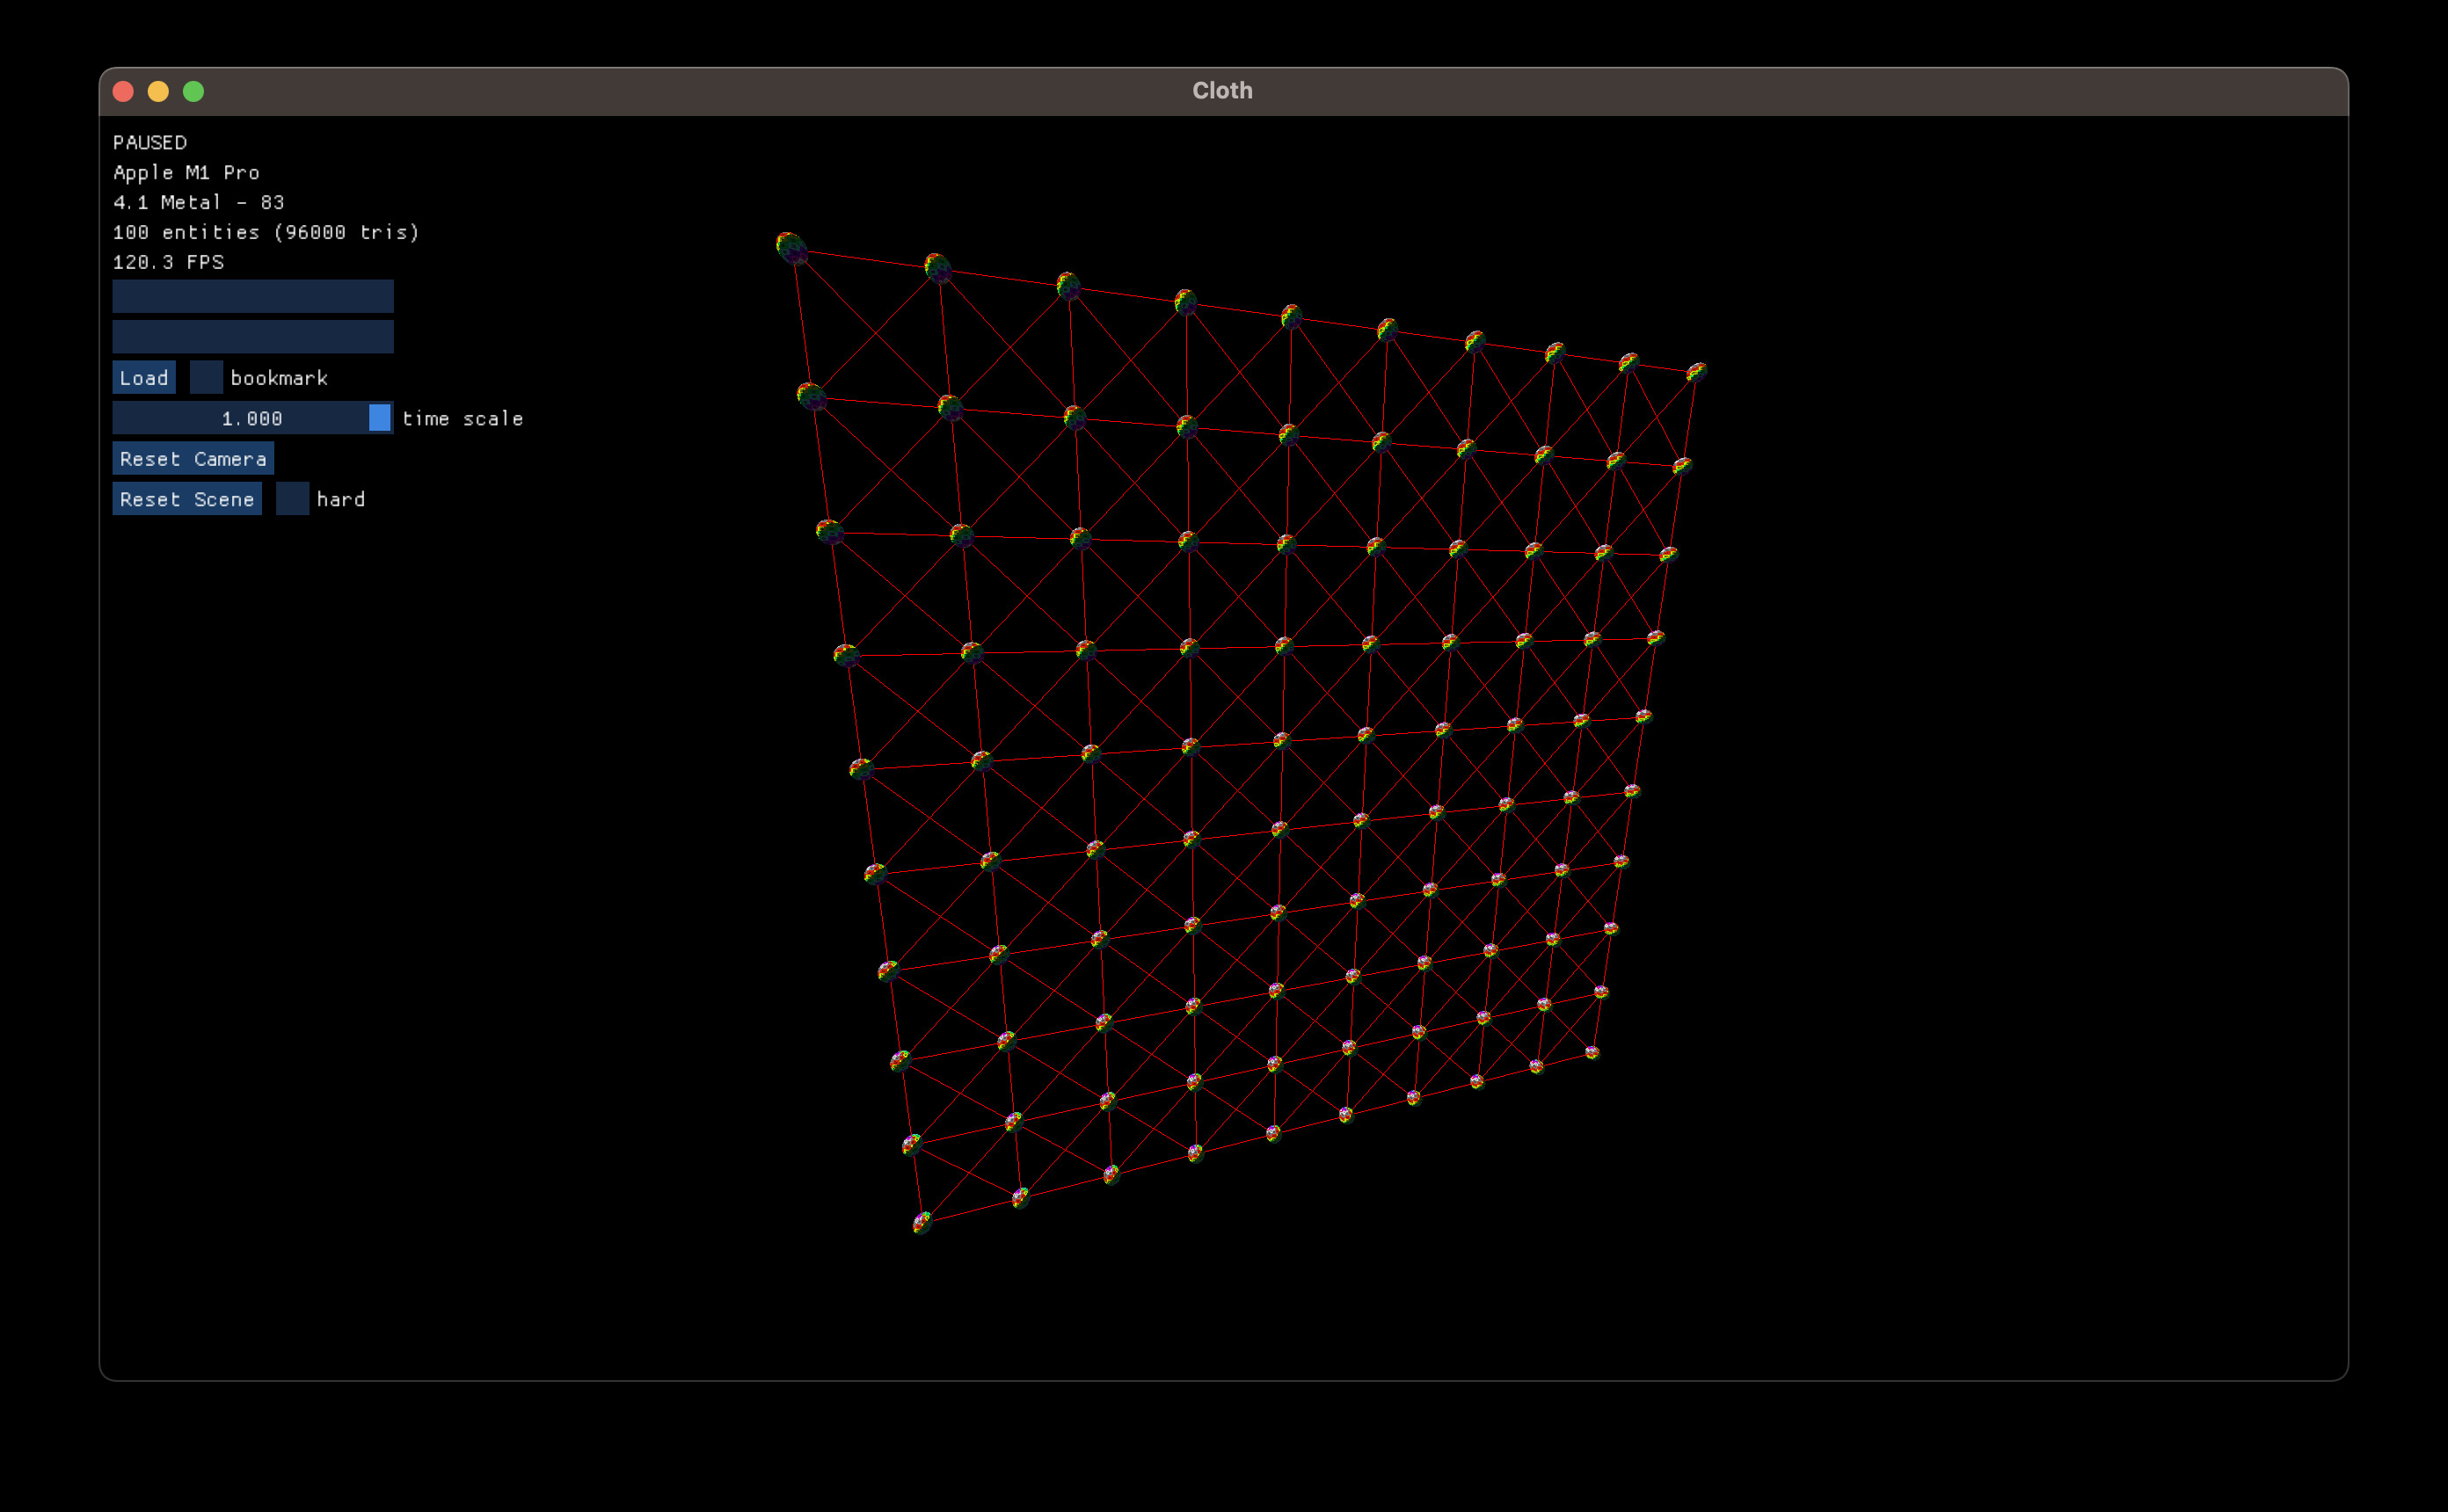 Cloth
PAUSED
Apple M1 Pro
4.1 Metal - 83
100 entities (96000 tris)
120.3 FPS
Load bookmark
1.000 time scale
Reset Camera
Reset Scene hard